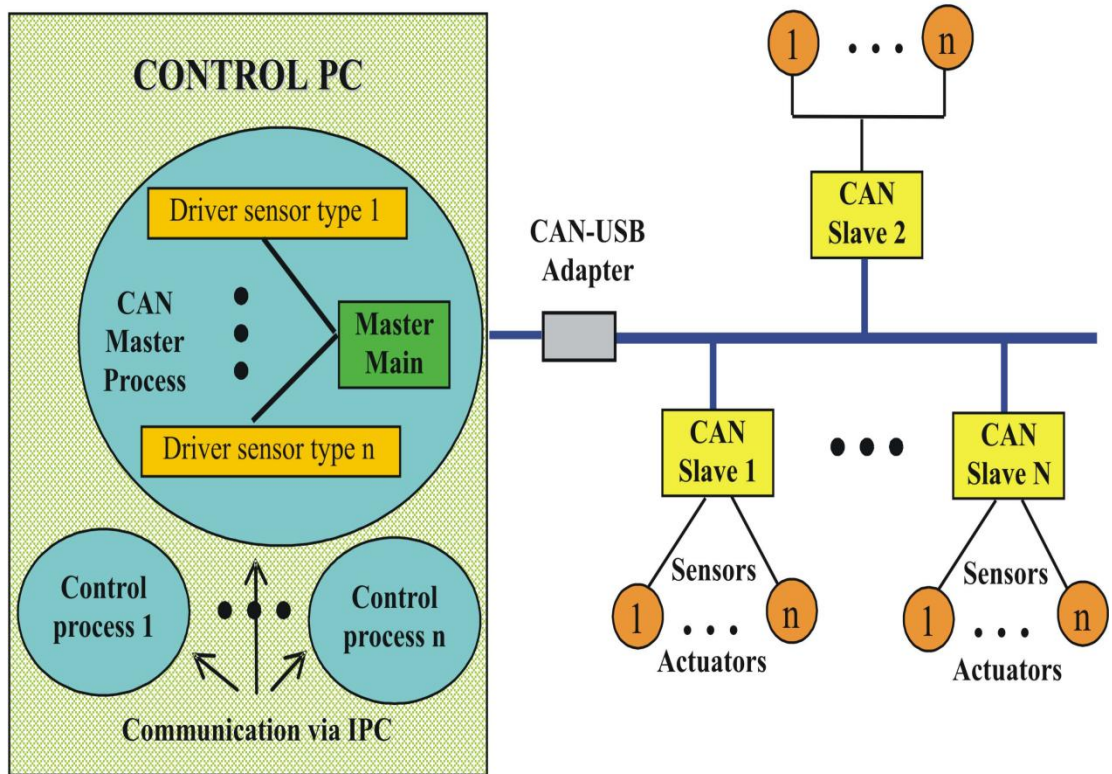 CONTROL PC
Driver sensor type 1
CAN
Master
Process
Master
Main
Driver sensor type n
Control
process 1
Control
process n
Communication via IPC
CAN-USB
Adapter
1
n
CAN
Slave 2
CAN
Slave 1
CAN
Slave N
Sensors
1
n
Actuators
Sensors
1
n
Actuators